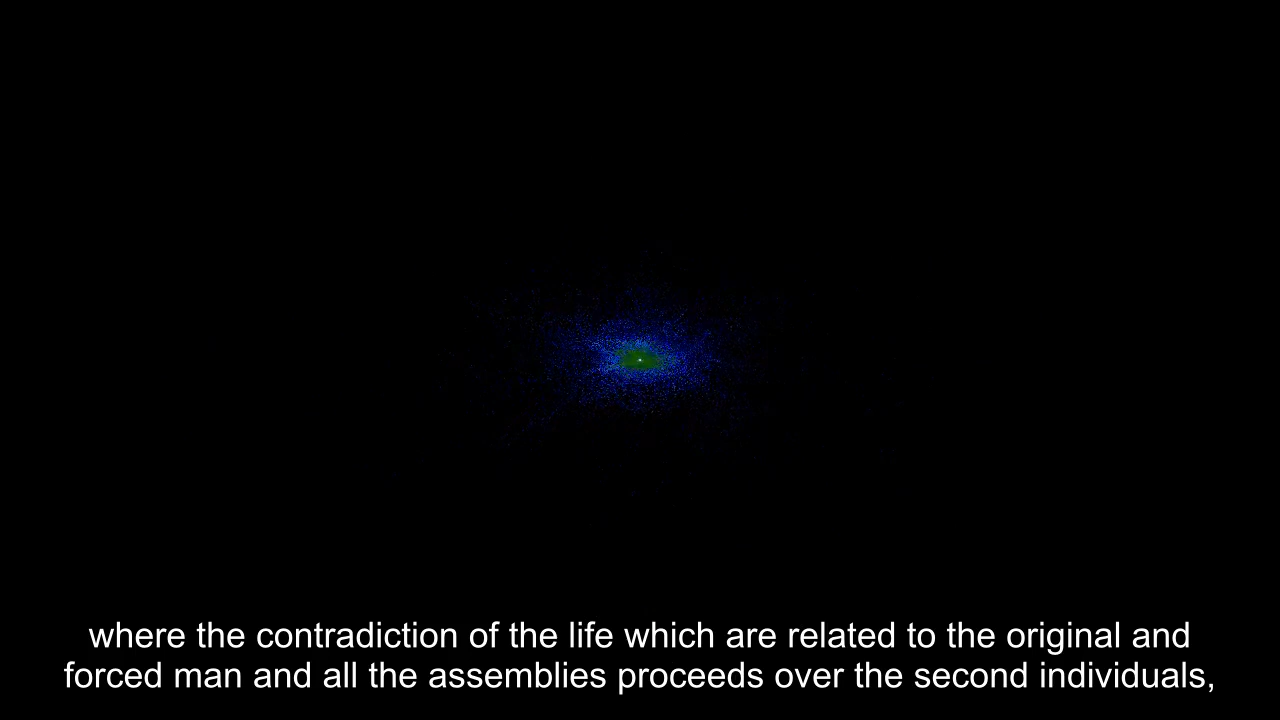 where the contradiction of the life which are related to the original and
forced man and all the assemblies proceeds over the second individuals,